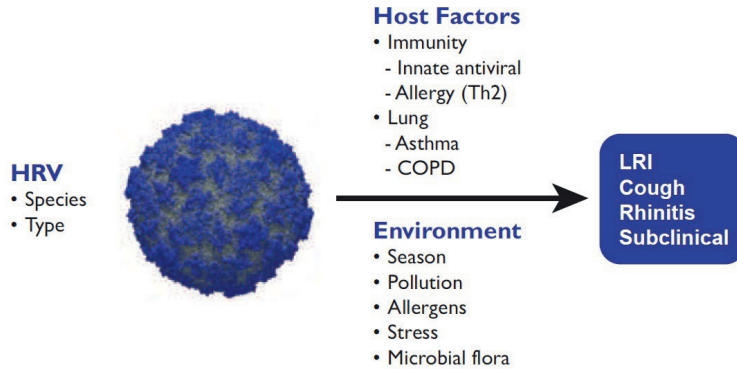 HRV
• Species
• Type
Host Factors
• Immunity
- Innate antiviral
- Allergy (Th2)
• Lung
- Asthma
- COPD
Environment
• Season
• Pollution
• Allergens
• Stress
• Microbial flora
LRI
Cough
Rhinitis
Subclinical